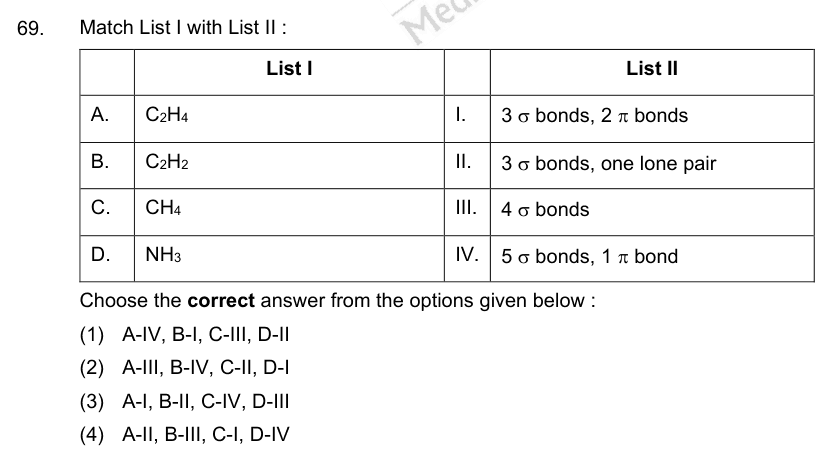 69. Match List I with List II :
List I List II
A. C2H4 I. 3 σ bonds, 2 π bonds
B. C2H2 II. 3 σ bonds, one lone pair
C. CH4 III. 4 σ bonds
D. NH3 IV. 5 σ bonds, 1 π bond
Choose the correct answer from the options given below :
(1) A-IV, B-I, C-III, D-II
(2) A-III, B-IV, C-II, D-I
(3) A-I, B-II, C-IV, D-III
(4) A-II, B-III, C-I, D-IV